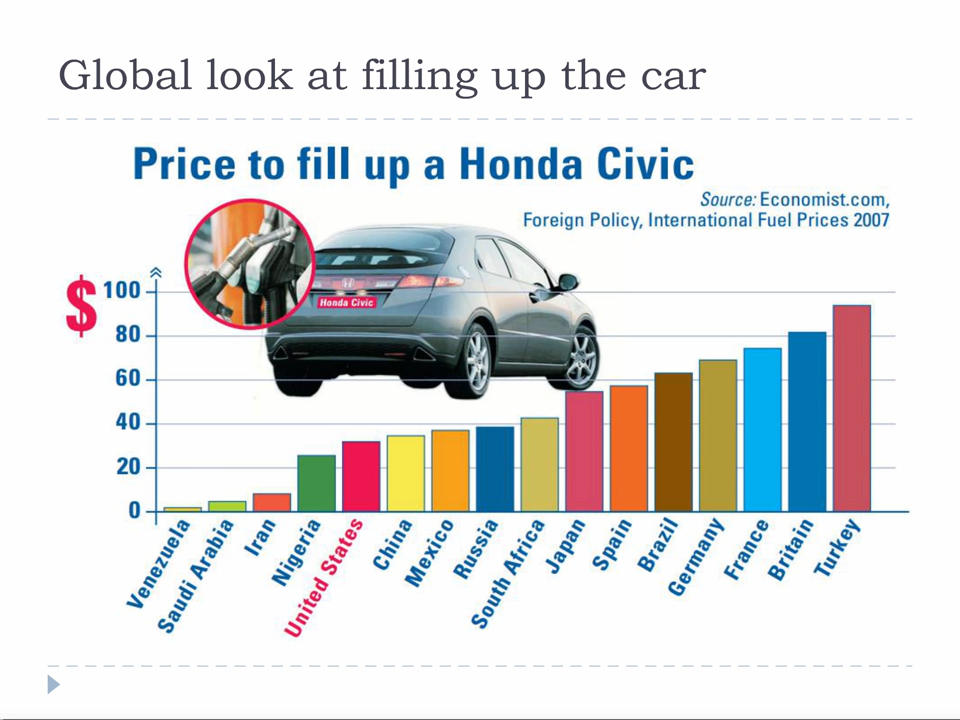 Global look at filling up the car
Price to fill up a Honda Civic
Source: Economist.com,
Foreign Policy, International Fuel Prices 2007
$
100
80
60
40
20
0
Honda Civic
Venezuela
Saudi Arabia
Iran
Nigeria
United States
China
Mexico
Russia
South Africa
Japan
Spain
Brazil
Germany
France
Britain
Turkey